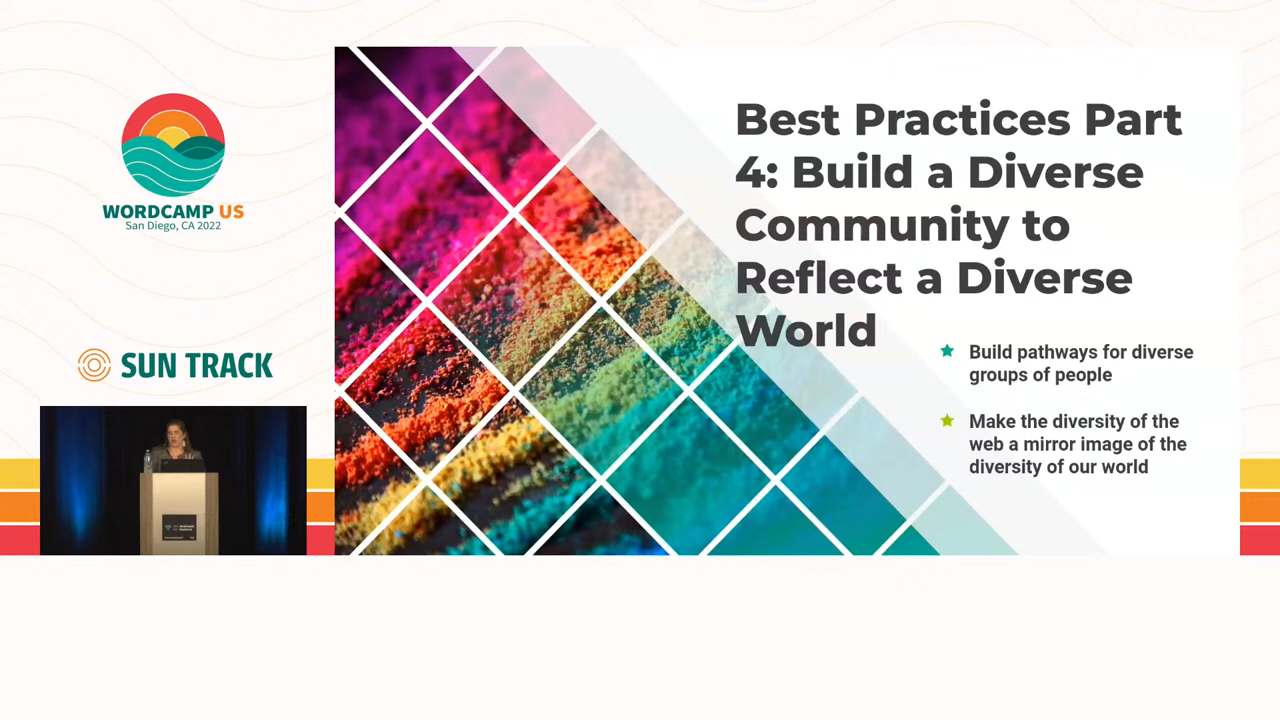 WORDCAMP US
San Diego, CA 2022
SUN TRACK
Best Practices Part
4: Build a Diverse
Community to
Reflect a Diverse
World
Build pathways for diverse
groups of people
Make the diversity of the
web a mirror image of the
diversity of our world